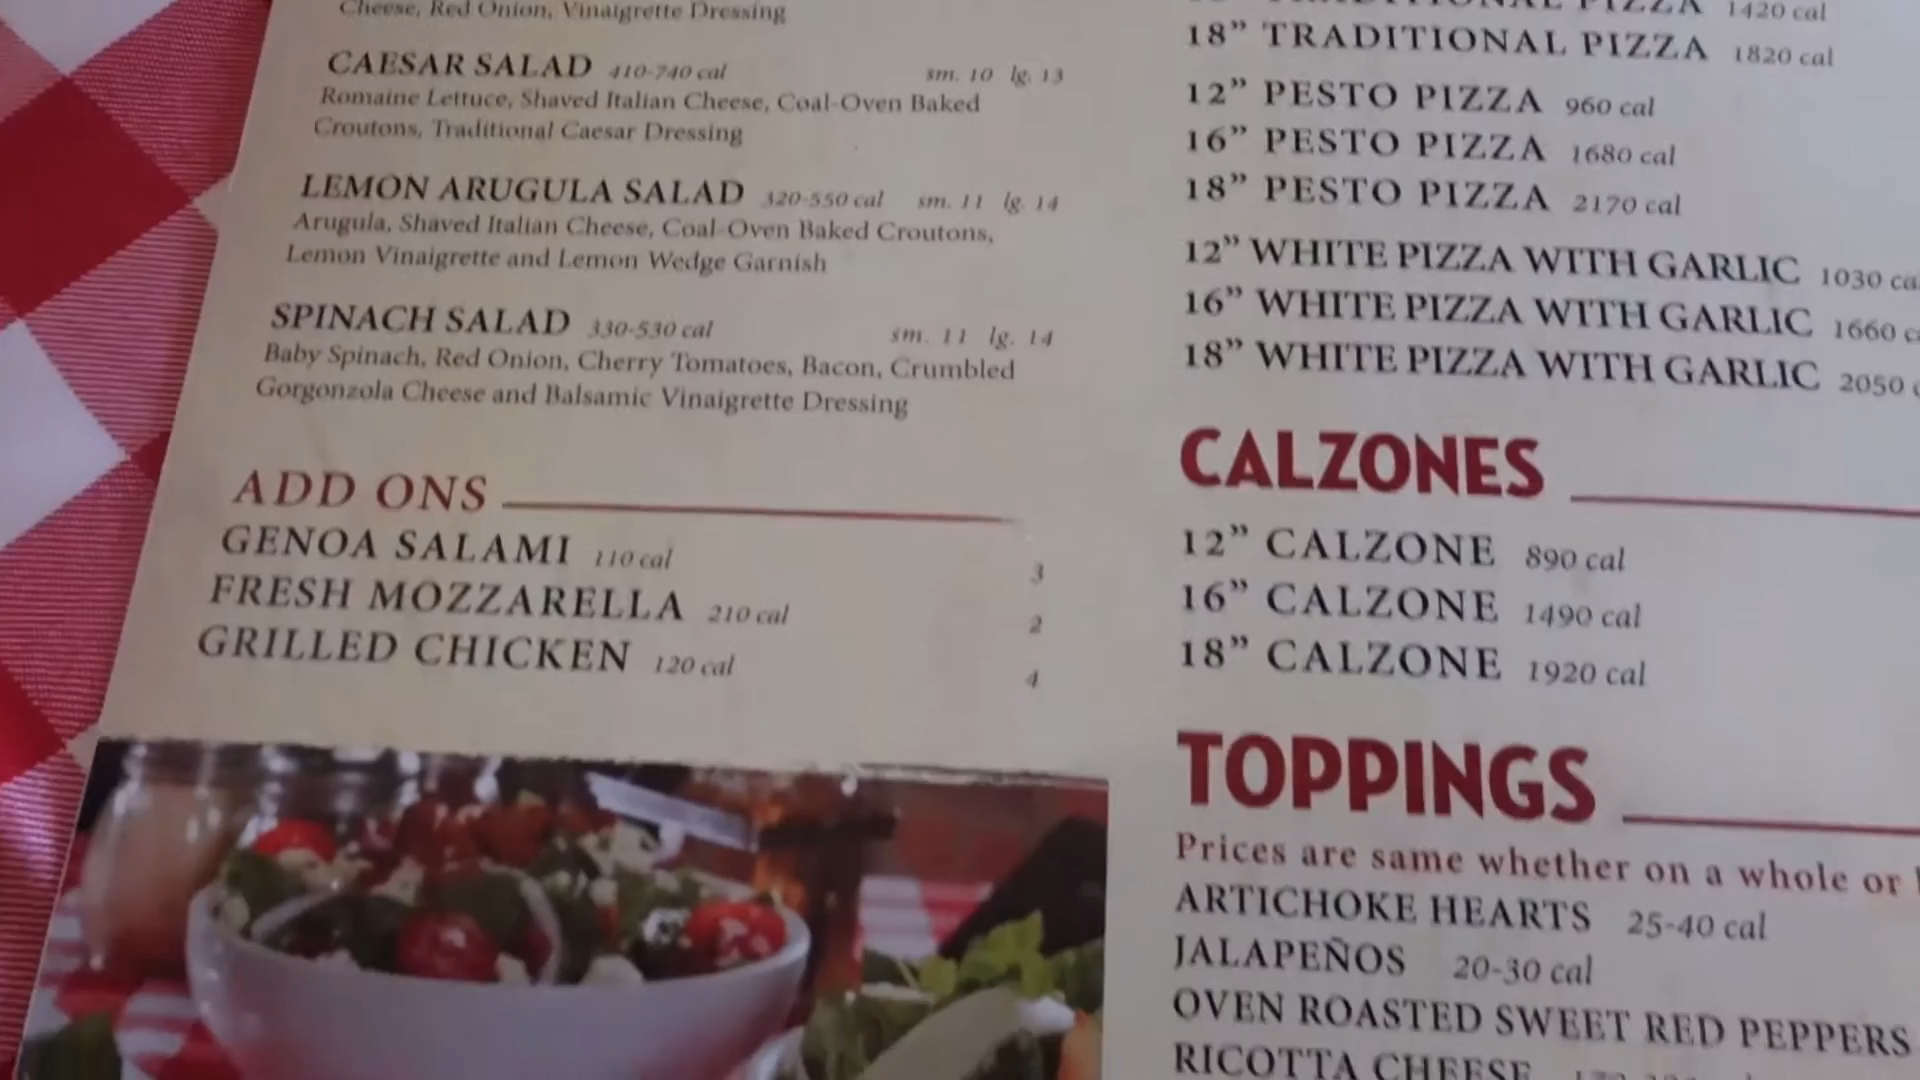 Cheese, Red Onion, Vinaigrette Dressing
CAESAR SALAD 410-740 cal sm. 10 lg. 13
Romaine Lettuce, Shaved Italian Cheese, Coal-Oven Baked
Croutons, Traditional Caesar Dressing
LEMON ARUGULA SALAD 320-550 cal sm. 11 lg. 14
Arugula, Shaved Italian Cheese, Coal-Oven Baked Croutons,
Lemon Vinaigrette and Lemon Wedge Garnish
SPINACH SALAD 330-530 cal sm. 11 lg. 14
Baby Spinach, Red Onion, Cherry Tomatoes, Bacon, Crumbled
Gorgonzola Cheese and Balsamic Vinaigrette Dressing
ADD ONS
GENOA SALAMI 110 cal 3
FRESH MOZZARELLA 210 cal 2
GRILLED CHICKEN 120 cal 4
TRADITIONAL PIZZA 1420 cal
18” TRADITIONAL PIZZA 1820 cal
12” PESTO PIZZA 960 cal
16” PESTO PIZZA 1680 cal
18” PESTO PIZZA 2170 cal
12” WHITE PIZZA WITH GARLIC 1030 ca
16” WHITE PIZZA WITH GARLIC 1660 c
18” WHITE PIZZA WITH GARLIC 2050
CALZONES
12” CALZONE 890 cal
16” CALZONE 1490 cal
18” CALZONE 1920 cal
TOPPINGS
Prices are same whether on a whole or
ARTICHOKE HEARTS 25-40 cal
JALAPEÑOS 20-30 cal
OVEN ROASTED SWEET RED PEPPERS
RICOTTA CHEESE